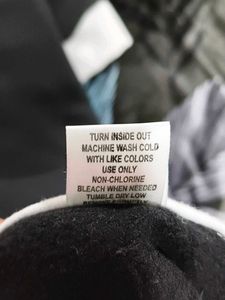 TURN INSIDE OUT
MACHINE WASH COLD
WITH LIKE COLORS
USE ONLY
NON-CHLORINE
BLEACH WHEN NEEDED
TUMBLE DRY LOW